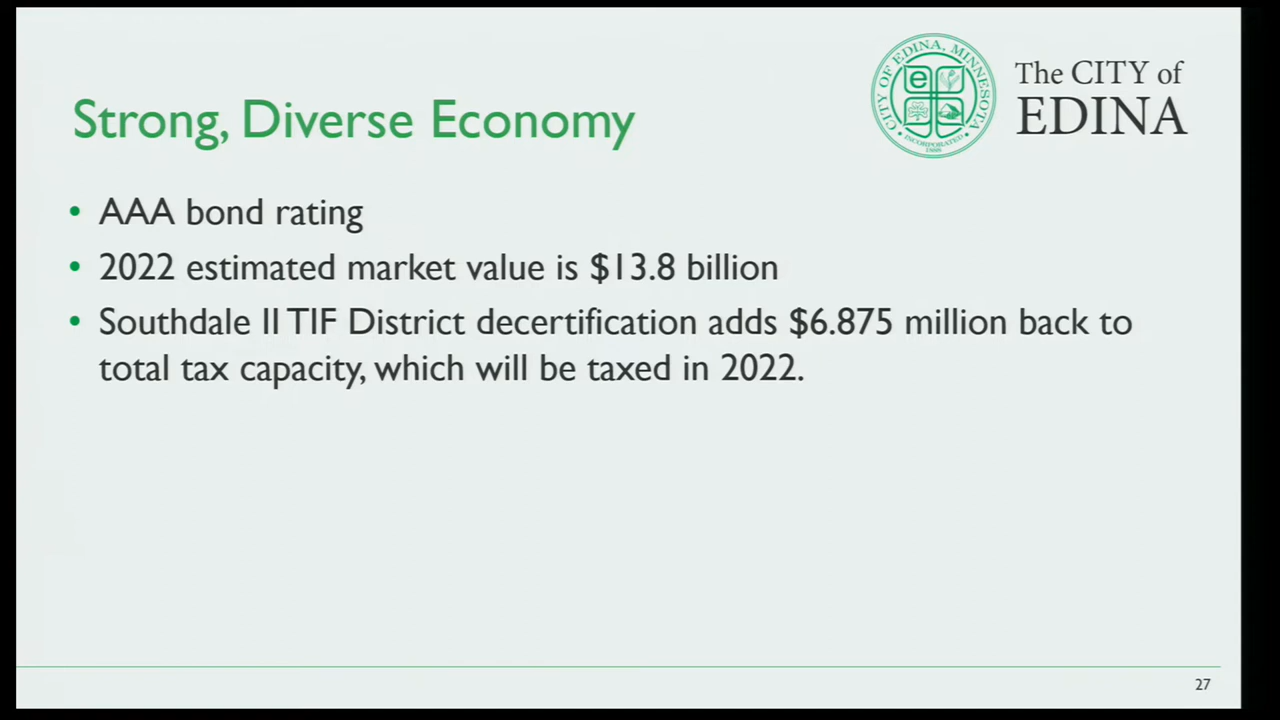 CITY OF EDINA, MINNESOTA
e
INCORPORATED
1888
The CITY of
EDINA
Strong, Diverse Economy
• AAA bond rating
• 2022 estimated market value is $13.8 billion
• Southdale II TIF District decertification adds $6.875 million back to
total tax capacity, which will be taxed in 2022.
27